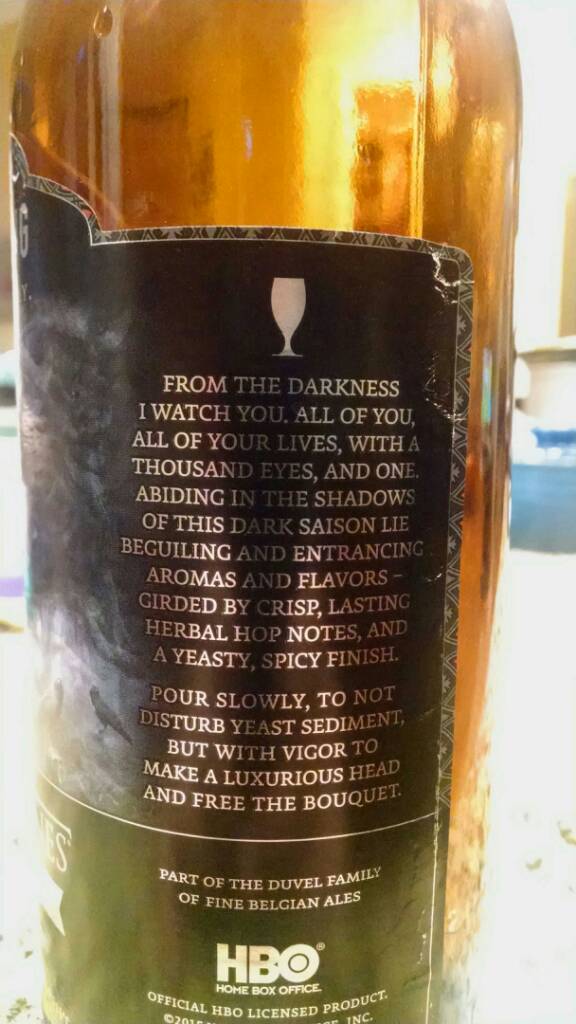 FROM THE DARKNESS
I WATCH YOU. ALL OF YOU,
ALL OF YOUR LIVES, WITH A
THOUSAND EYES, AND ONE.
ABIDING IN THE SHADOWS
OF THIS DARK SAISON LIE
BEGUILING AND ENTRANCING
AROMAS AND FLAVORS –
GIRDED BY CRISP, LASTING
HERBAL HOP NOTES, AND
A YEASTY, SPICY FINISH.
POUR SLOWLY, TO NOT
DISTURB YEAST SEDIMENT,
BUT WITH VIGOR TO
MAKE A LUXURIOUS HEAD
AND FREE THE BOUQUET.
PART OF THE DUVEL FAMILY
OF FINE BELGIAN ALES
HBO®
HOME BOX OFFICE.
OFFICIAL HBO LICENSED PRODUCT.
INC.